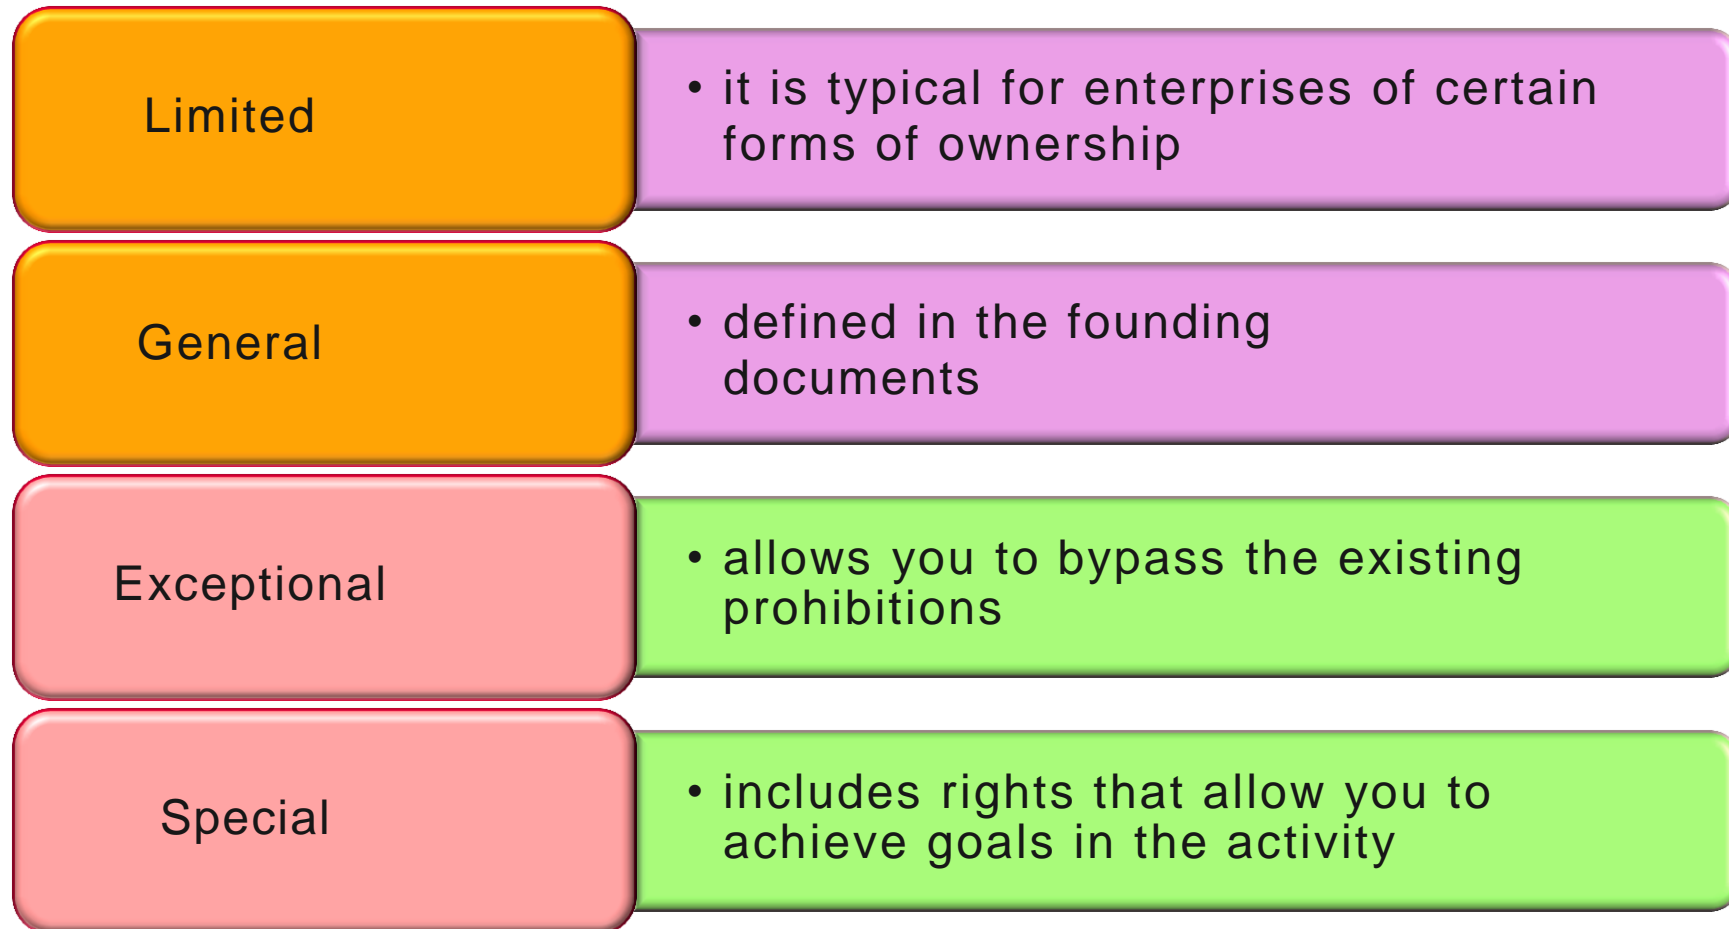 Limited
• it is typical for enterprises of certain
forms of ownership
General
• defined in the founding
documents
Exceptional
• allows you to bypass the existing
prohibitions
Special
• includes rights that allow you to
achieve goals in the activity